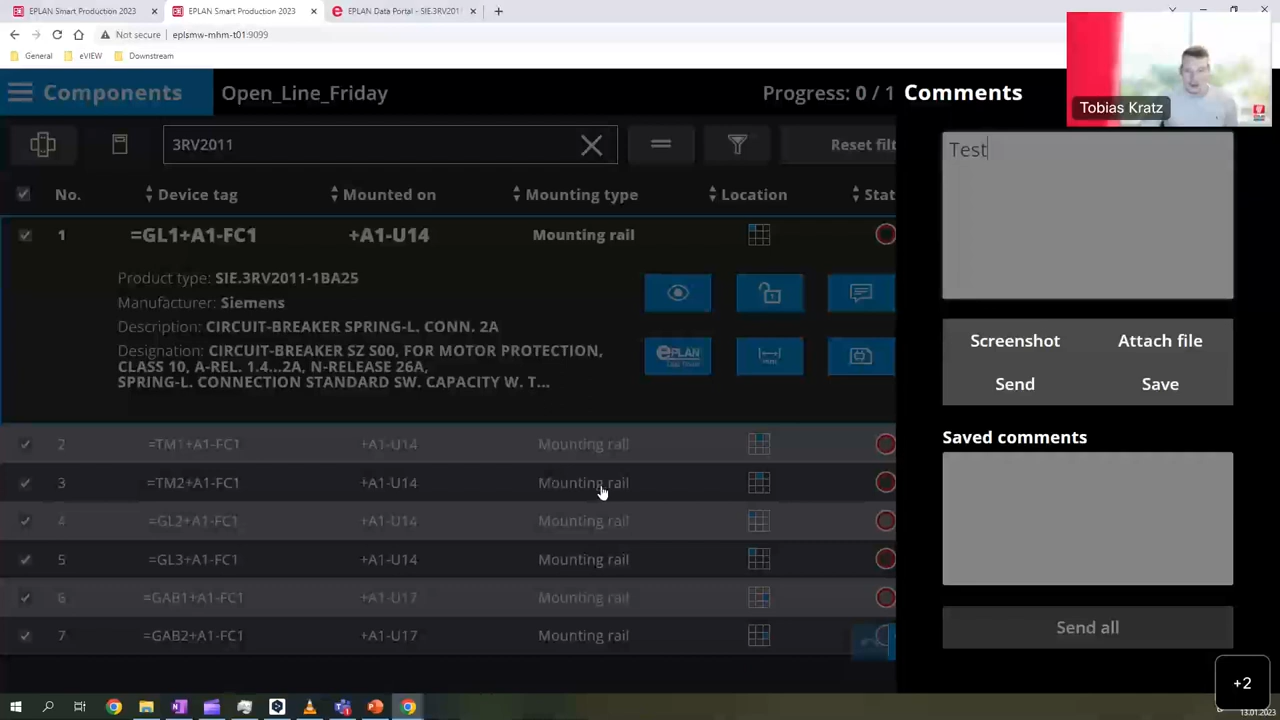 EPLAN Smart Production 2023
EPLAN Smart Production 2023
EPLAN Data Portal - SIE.3RV201
Not secure
eplsmw-mhm-t01:9099
General
eVIEW
Downstream
Components
Open_Line_Friday
Progress: 0 / 1
Comments
Tobias Kratz
3RV2011
Reset filt
Test
No.
Device tag
Mounted on
Mounting type
Location
Stat
1
=GL1+A1-FC1
+A1-U14
Mounting rail
Product type: SIE.3RV2011-1BA25
Manufacturer: Siemens
Description: CIRCUIT-BREAKER SPRING-L. CONN. 2A
Designation: CIRCUIT-BREAKER SZ S00, FOR MOTOR PROTECTION,
CLASS 10, A-REL. 1.4...2A, N-RELEASE 26A,
SPRING-L. CONNECTION STANDARD SW. CAPACITY W. T...
ePLAN
Screenshot
Attach file
Send
Save
Saved comments
2 =TM1+A1-FC1 +A1-U14 Mounting rail
3 =TM2+A1-FC1 +A1-U14 Mounting rail
4 =GL2+A1-FC1 +A1-U14 Mounting rail
5 =GL3+A1-FC1 +A1-U14 Mounting rail
6 =GAB1+A1-FC1 +A1-U17 Mounting rail
7 =GAB2+A1-FC1 +A1-U17 Mounting rail
Send all
+2
13.01.2023